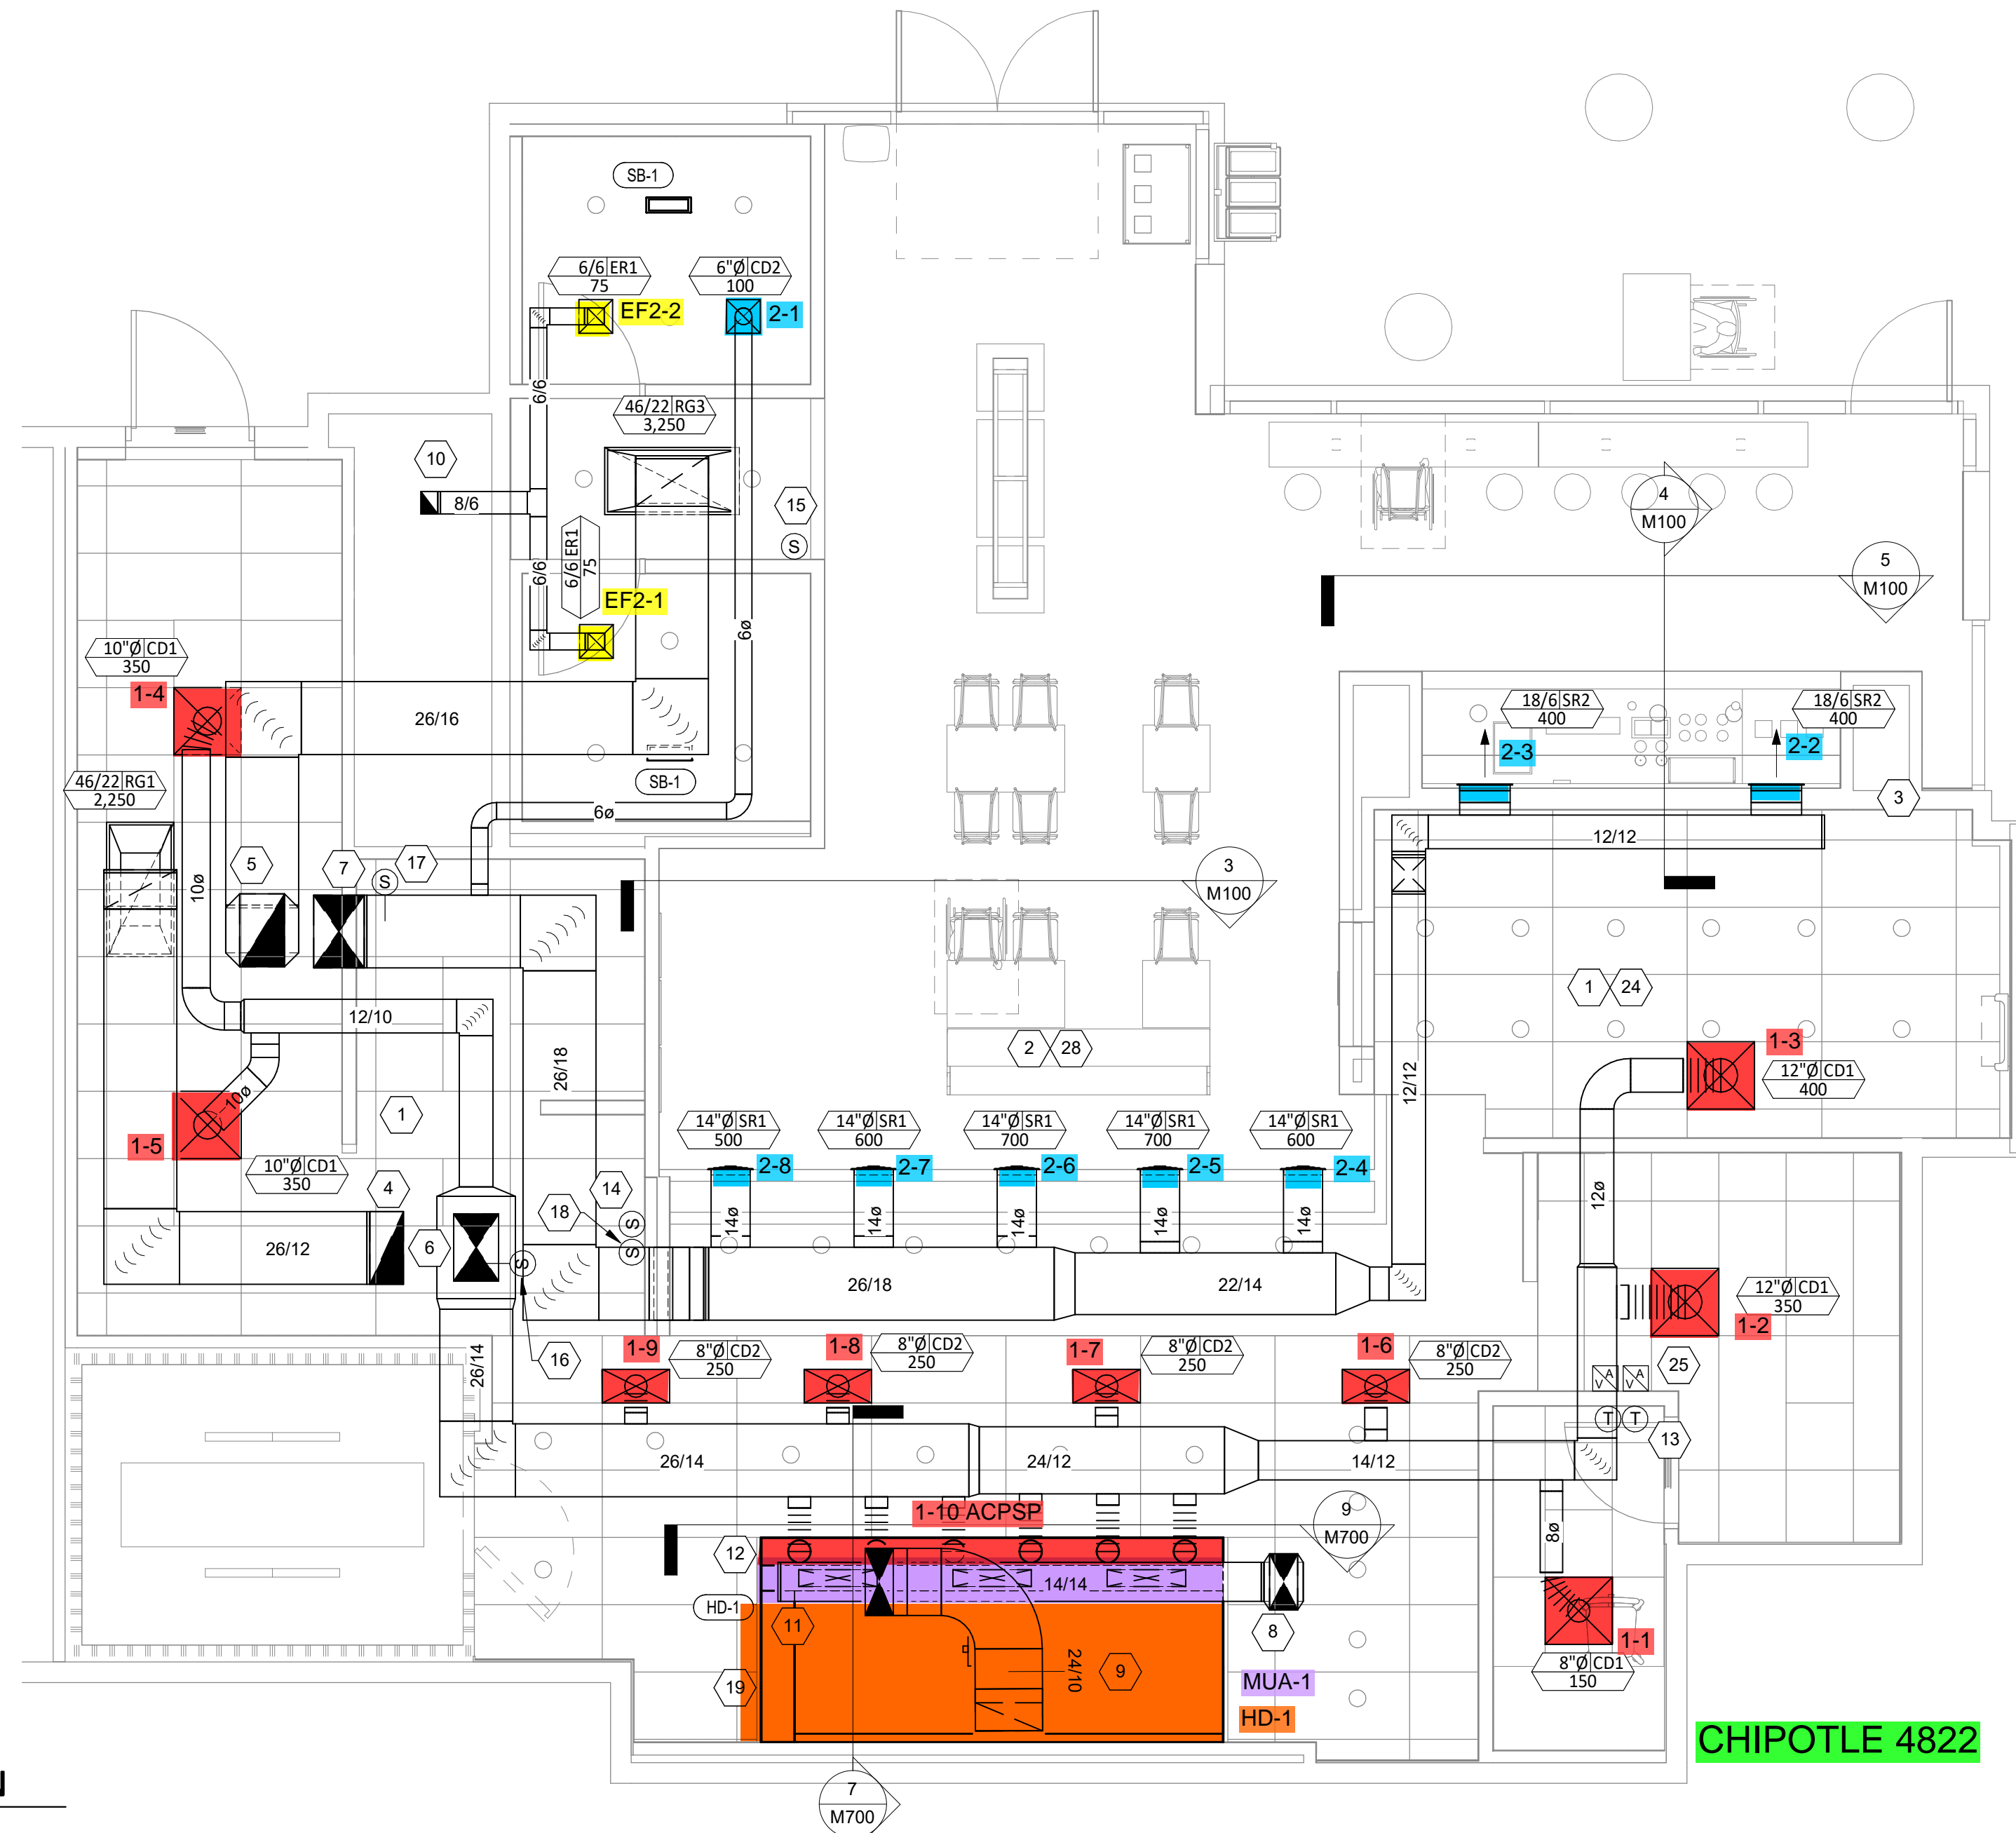 SB-1
6/6 ER1
75
6"Ø CD2
100
EF2-2
2-1
6/6
46/22 RG3
3,250
10
8/6
15
S
4
M100
6/6 ER1
75
6/6
5
M100
EF2-1
6ø
10"Ø CD1
350
1-4
26/16
18/6 SR2
400
18/6 SR2
400
2-3
2-2
46/22 RG1
2,250
SB-1
3
6ø
12/12
5
7
17
S
3
M100
10ø
1
24
12/10
2
28
1-3
26/18
12/12
12"Ø CD1
400
10ø
1
14"Ø SR1
500
14"Ø SR1
600
14"Ø SR1
700
14"Ø SR1
700
14"Ø SR1
600
1-5
2-8
2-7
2-6
2-5
2-4
10"Ø CD1
350
4
14
12ø
18
S
14ø
14ø
14ø
14ø
14ø
26/12
6
S
S
26/18
22/14
12"Ø CD1
350
1-2
1-9
8"Ø CD2
250
1-8
8"Ø CD2
250
1-7
8"Ø CD2
250
1-6
8"Ø CD2
250
16
26/14
V A
V A
25
T
T
13
26/14
24/12
14/12
1-10 ACPSP
9
M700
8ø
12
14/14
HD-1
11
8
1-1
24/10
9
8"Ø CD1
150
19
MUA-1
HD-1
CHIPOTLE 4822
7
M700
N